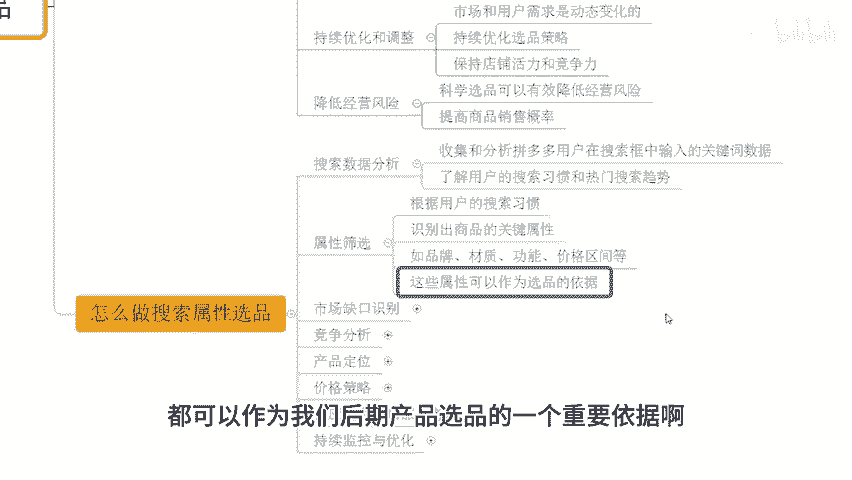 品
市场和用户需求是动态变化的
持续优化和调整
持续优化选品策略
保持店铺活力和竞争力
降低经营风险
科学选品可以有效降低经营风险
提高商品销售概率
搜索数据分析
收集和分析拼多多用户在搜索框中输入的关键词数据
了解用户的搜索习惯和热门搜索趋势
属性筛选
根据用户的搜索习惯
识别出商品的关键属性
如品牌、材质、功能、价格区间等
这些属性可以作为选品的依据
怎么做搜索属性选品
市场缺口识别
竞争分析
产品定位
价格策略
都可以作为我们后期产品选品的一个重要依据啊
持续监控与优化
bilibili